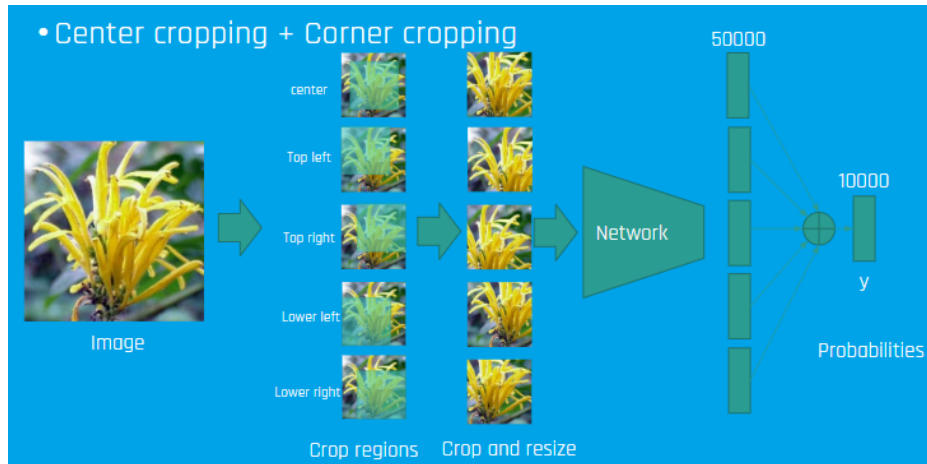 • Center cropping + Corner cropping
50000
center
Top left
10000
Top right
Network
y
Lower left
Image
Probabilities
Lower right
Crop regions
Crop and resize